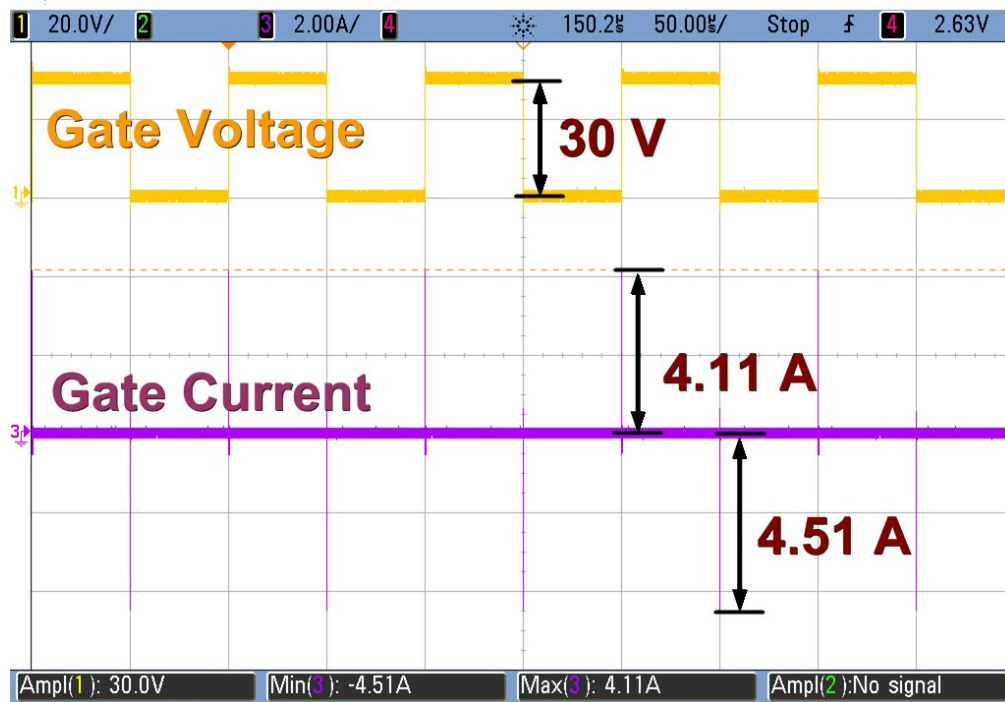 1 20.0V/ 2 3 2.00A/ 4 150.2µs 50.00µs/ Stop 4 2.63V
Gate Voltage
30 V
1
4.11 A
Gate Current
3
4.51 A
Ampl(1): 30.0V Min(3): -4.51A Max(3): 4.11A Ampl(2):No signal